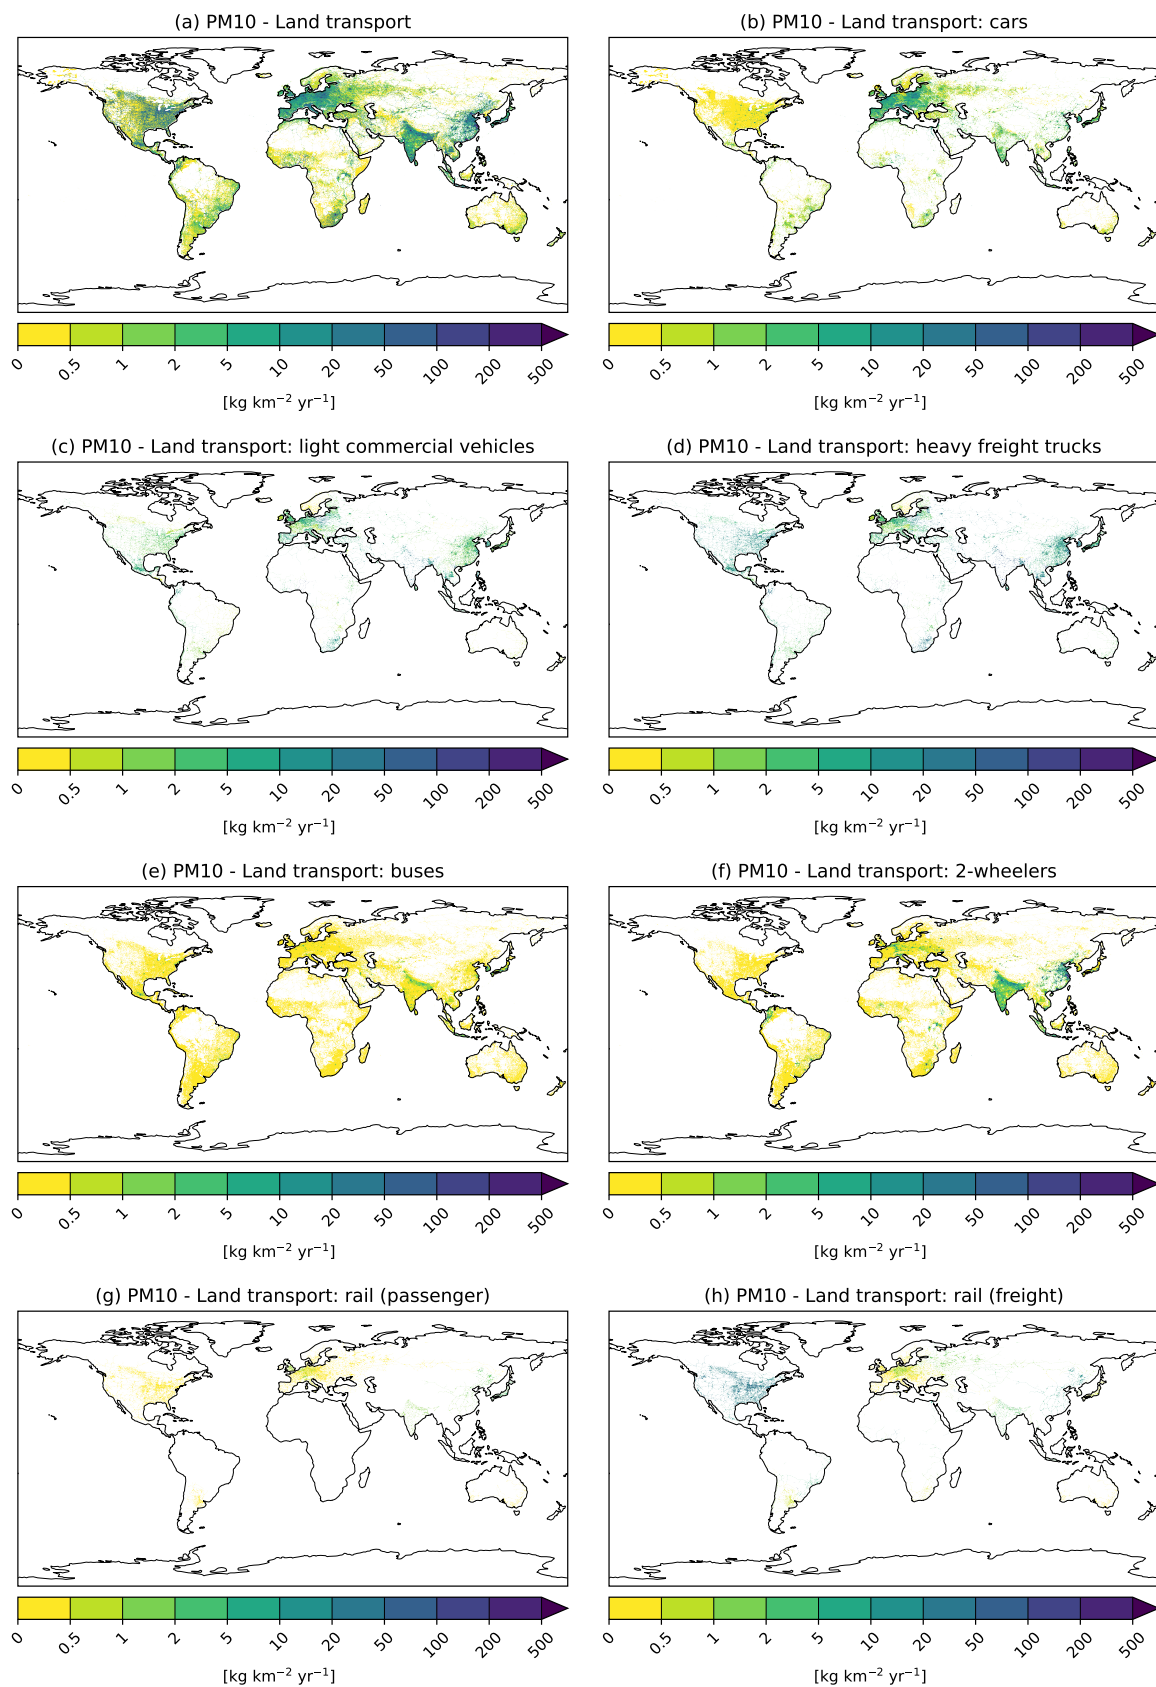 (a) PM10 - Land transport
(b) PM10 - Land transport: cars
0 0.5 1 2 5 10 20 50 100 200 500
[kg km⁻² yr⁻¹]
0 0.5 1 2 5 10 20 50 100 200 500
[kg km⁻² yr⁻¹]
(c) PM10 - Land transport: light commercial vehicles
(d) PM10 - Land transport: heavy freight trucks
0 0.5 1 2 5 10 20 50 100 200 500
[kg km⁻² yr⁻¹]
0 0.5 1 2 5 10 20 50 100 200 500
[kg km⁻² yr⁻¹]
(e) PM10 - Land transport: buses
(f) PM10 - Land transport: 2-wheelers
0 0.5 1 2 5 10 20 50 100 200 500
[kg km⁻² yr⁻¹]
0 0.5 1 2 5 10 20 50 100 200 500
[kg km⁻² yr⁻¹]
(g) PM10 - Land transport: rail (passenger)
(h) PM10 - Land transport: rail (freight)
0 0.5 1 2 5 10 20 50 100 200 500
[kg km⁻² yr⁻¹]
0 0.5 1 2 5 10 20 50 100 200 500
[kg km⁻² yr⁻¹]